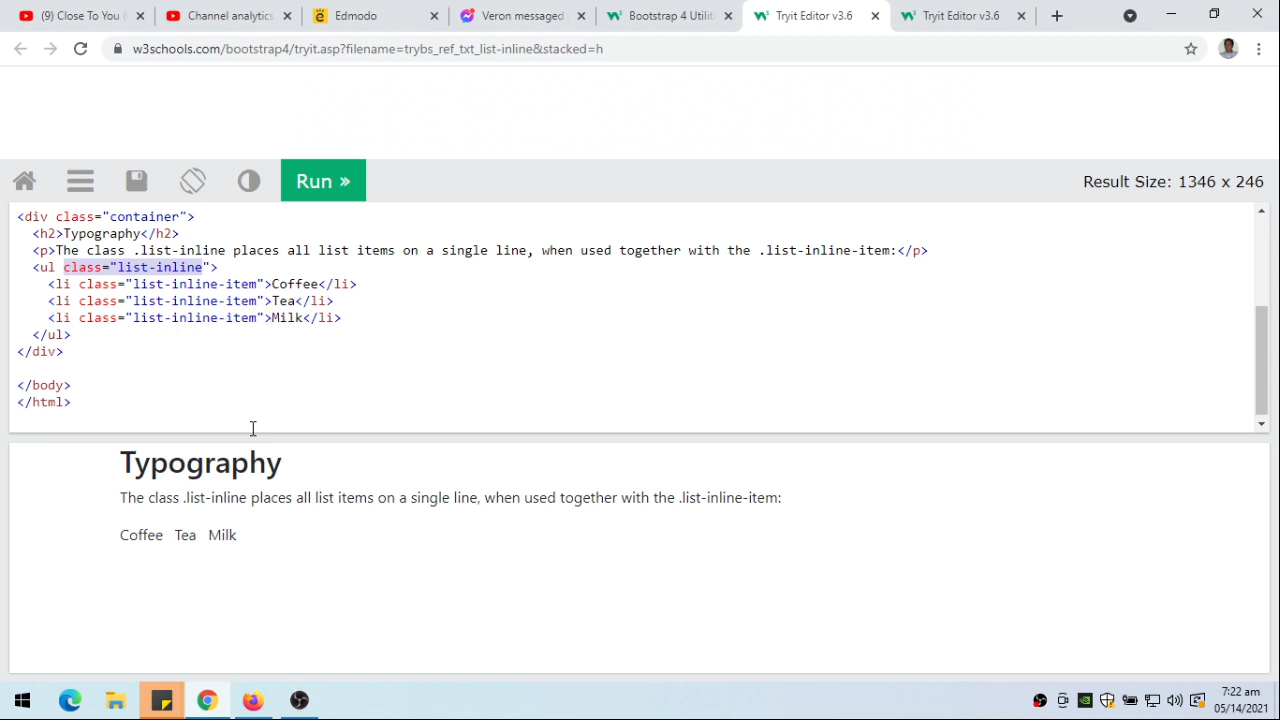 (9) Close To You (
Channel analytics
Edmodo
Veron messaged
Bootstrap 4 Utilit
Tryit Editor v3.6
Tryit Editor v3.6
w3schools.com/bootstrap4/tryit.asp?filename=trybs_ref_txt_list-inline&stacked=h
Run »
Result Size: 1346 x 246
<div class="container">
<h2>Typography</h2>
<p>The class .list-inline places all list items on a single line, when used together with the .list-inline-item:</p>
<ul class="list-inline">
<li class="list-inline-item">Coffee</li>
<li class="list-inline-item">Tea</li>
<li class="list-inline-item">Milk</li>
</ul>
</div>
</body>
</html>
Typography
The class .list-inline places all list items on a single line, when used together with the .list-inline-item:
Coffee Tea Milk
7:22 am
05/14/2021